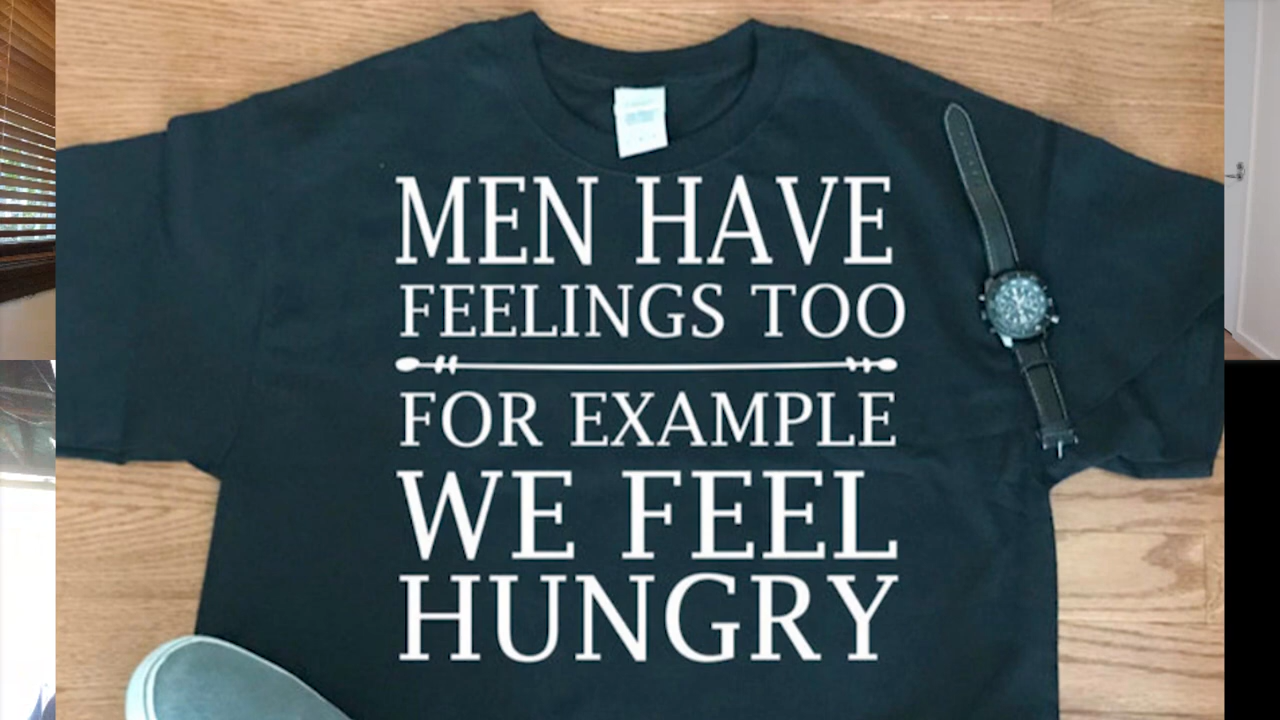 MEN HAVE
FEELINGS TOO
FOR EXAMPLE
WE FEEL
HUNGRY